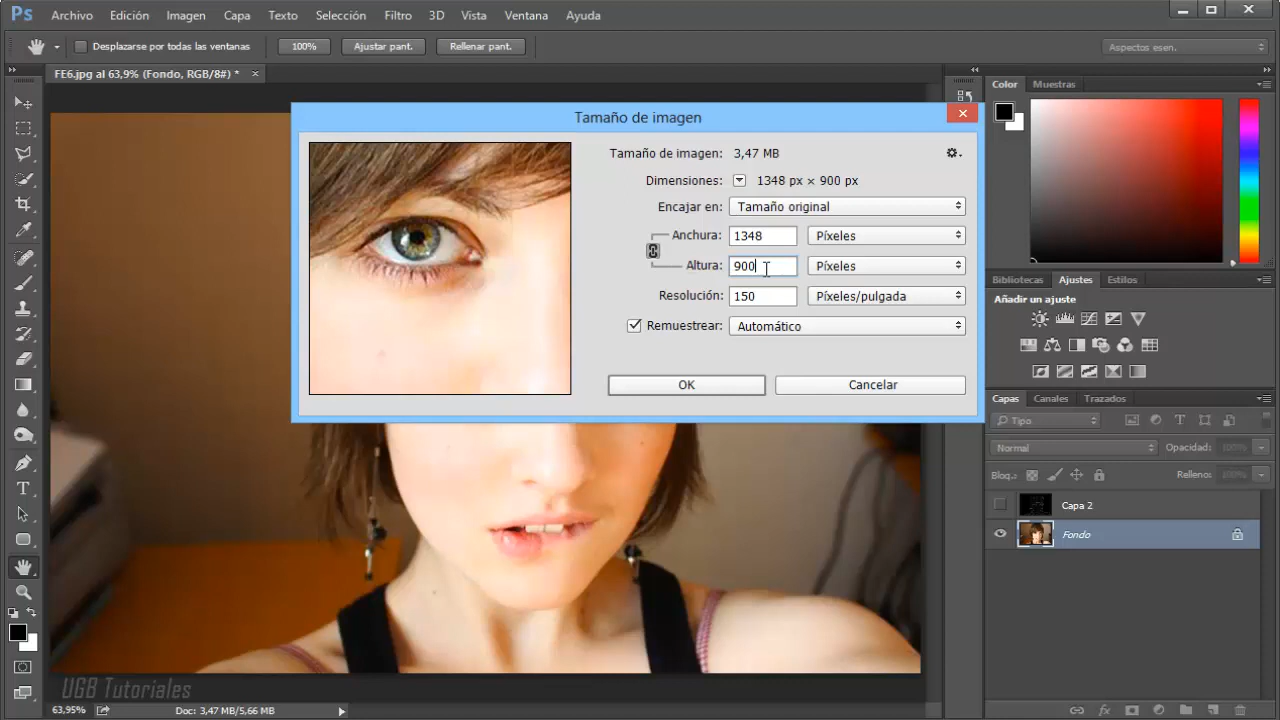 Ps Archivo Edición Imagen Capa Texto Selección Filtro 3D Vista Ventana Ayuda
Desplazarse por todas las ventanas 100% Ajustar pant. Rellenar pant. Aspectos esen.
FE6.jpg al 63,9% (Fondo, RGB/8#) * ×
Tamaño de imagen
Tamaño de imagen: 3,47 MB
Dimensiones: 1348 px × 900 px
Encajar en: Tamaño original
Anchura: 1348 Píxeles
Altura: 900 Píxeles
Resolución: 150 Píxeles/pulgada
Remuestrear: Automático
OK Cancelar
Color Muestras
Bibliotecas Ajustes Estilos
Añadir un ajuste
Capas Canales Trazados
Tipo
Normal Opacidad: 100%
Bloq.: Relleno: 100%
Capa 2
Fondo
UGB Tutoriales
63,95% Doc: 3,47 MB/5,66 MB